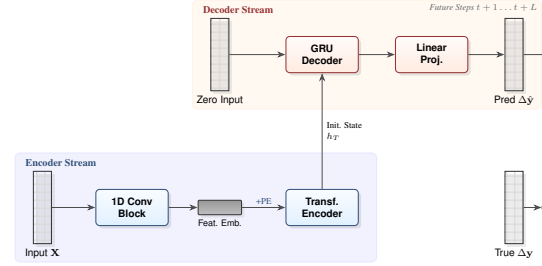 Decoder Stream
Future Steps t + 1 … t + L
GRU
Decoder
Linear
Proj.
Zero Input
Pred Δŷ
Init. State
h_T
Encoder Stream
1D Conv
Block
+PE
Transf.
Encoder
Feat. Emb.
Input X
True Δy